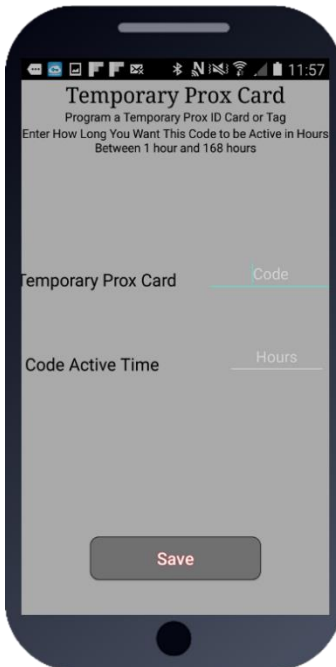 11:57
Temporary Prox Card
Program a Temporary Prox ID Card or Tag
Enter How Long You Want This Code to be Active in Hours
Between 1 hour and 168 hours
Temporary Prox Card
Code
Code Active Time
Hours
Save